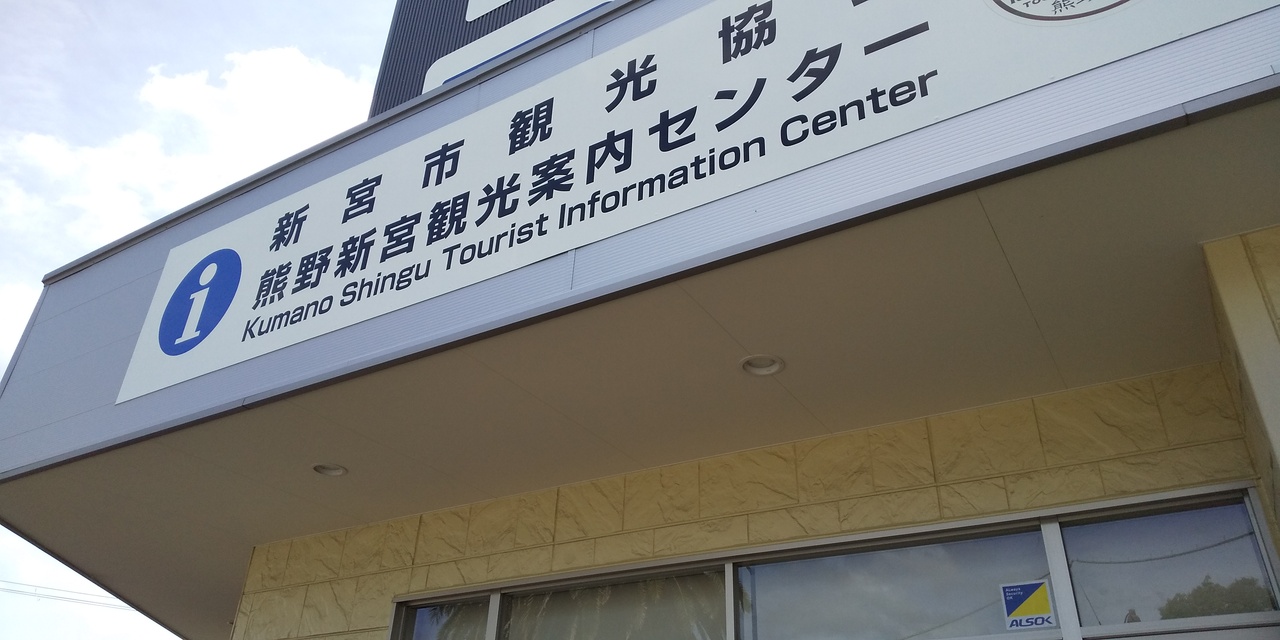 新宮市観光協
熊野新宮観光案内センター
Kumano Shingu Tourist Information Center
i
ALSOK